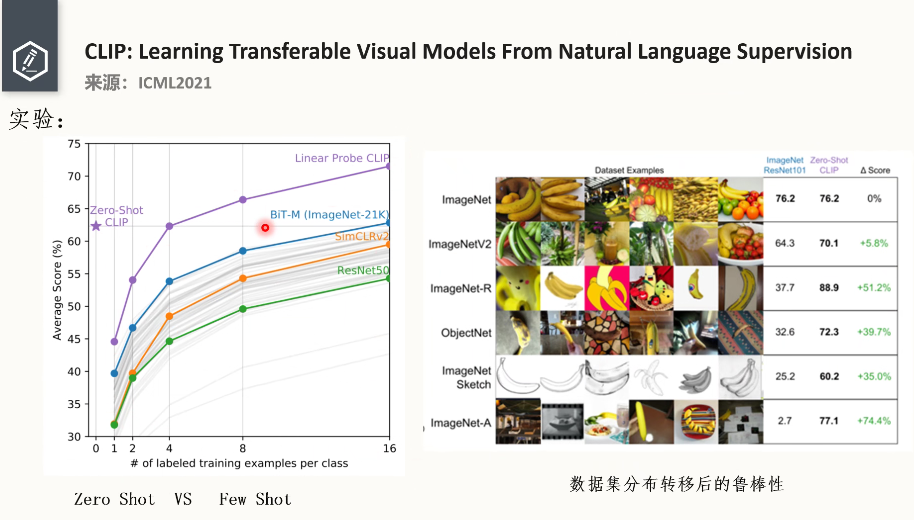 CLIP: Learning Transferable Visual Models From Natural Language Supervision
来源：ICML2021
实验：
75
70
65
60
55
50
45
40
35
30
Average Score (%)
Linear Probe CLIP
Zero-Shot
CLIP
BiT-M (ImageNet-21K)
SimCLRv2
ResNet50
0 1 2 4 8 16
# of labeled training examples per class
Zero Shot VS Few Shot
Dataset Examples
ImageNet
ResNet101
Zero-Shot
CLIP
Δ Score
ImageNet 76.2 76.2 0%
ImageNetV2 64.3 70.1 +5.8%
ImageNet-R 37.7 88.9 +51.2%
ObjectNet 32.6 72.3 +39.7%
ImageNet
Sketch 25.2 60.2 +35.0%
ImageNet-A 2.7 77.1 +74.4%
数据集分布转移后的鲁棒性